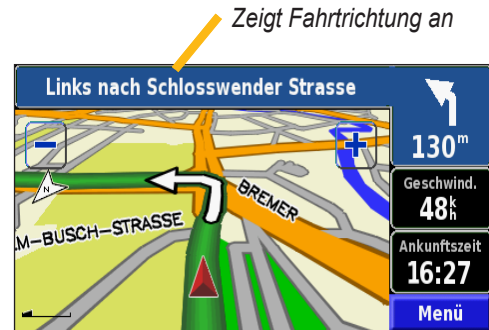 Zeigt Fahrtrichtung an
Links nach Schlosswender Strasse
130m
Geschwind.
48kh
Ankunftszeit
16:27
Menü
N
BREMER
M-BUSCH-STRASSE